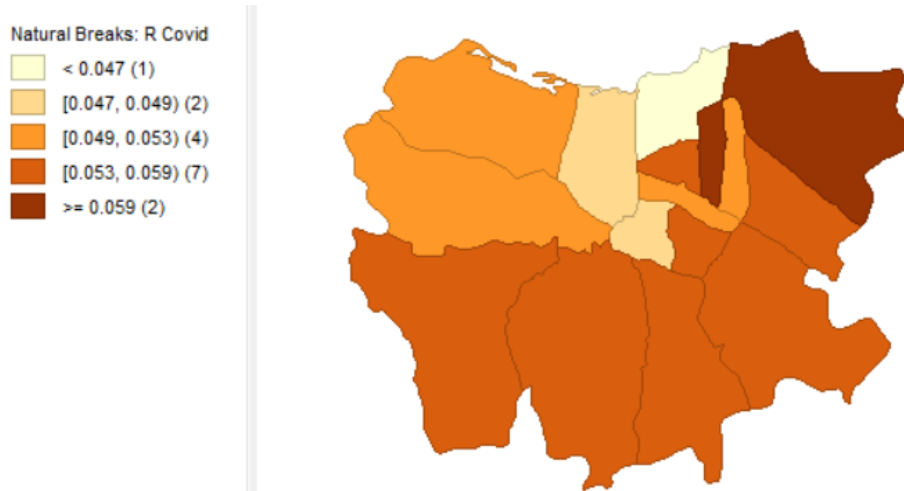 Natural Breaks: R Covid
< 0.047 (1)
[0.047, 0.049) (2)
[0.049, 0.053) (4)
[0.053, 0.059) (7)
>= 0.059 (2)